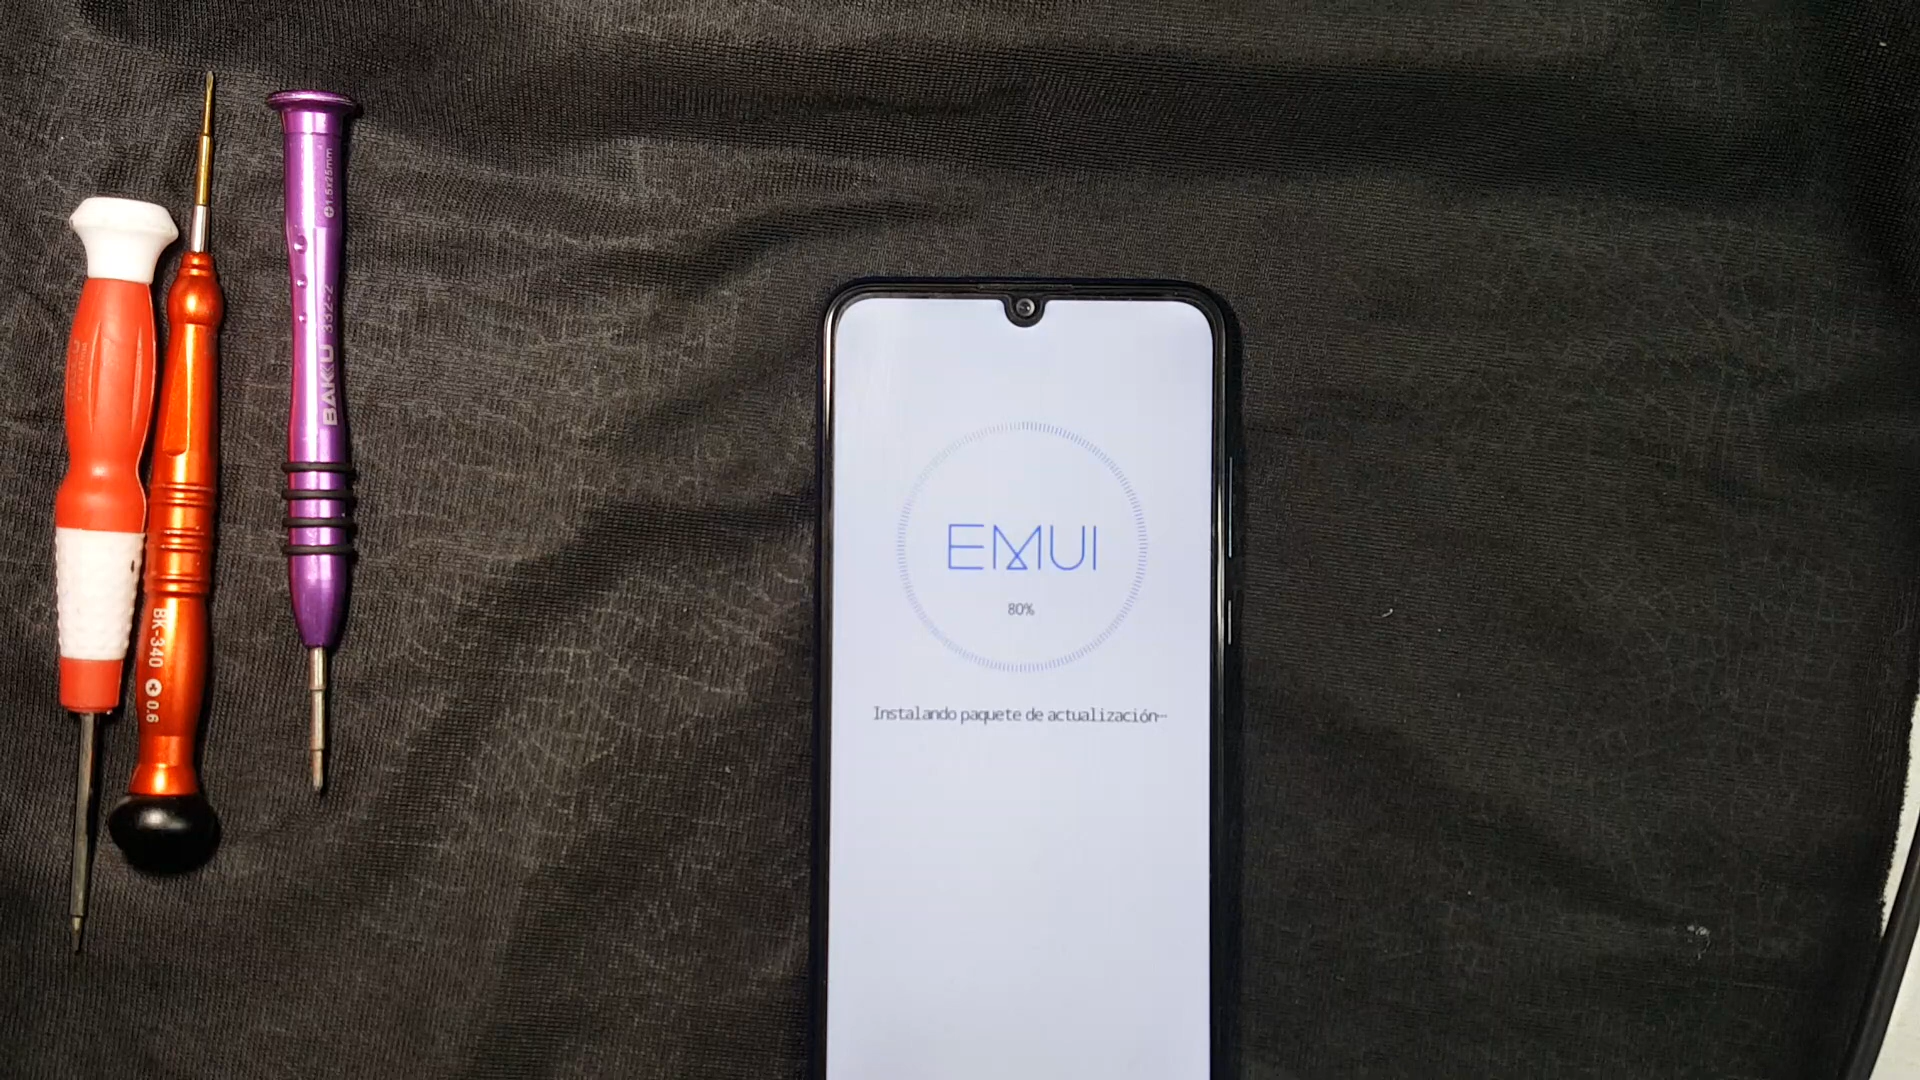 1.5x25mm
BAKU 332-2
BK-340 0.6
EMUI
80%
Instalando paquete de actualización…